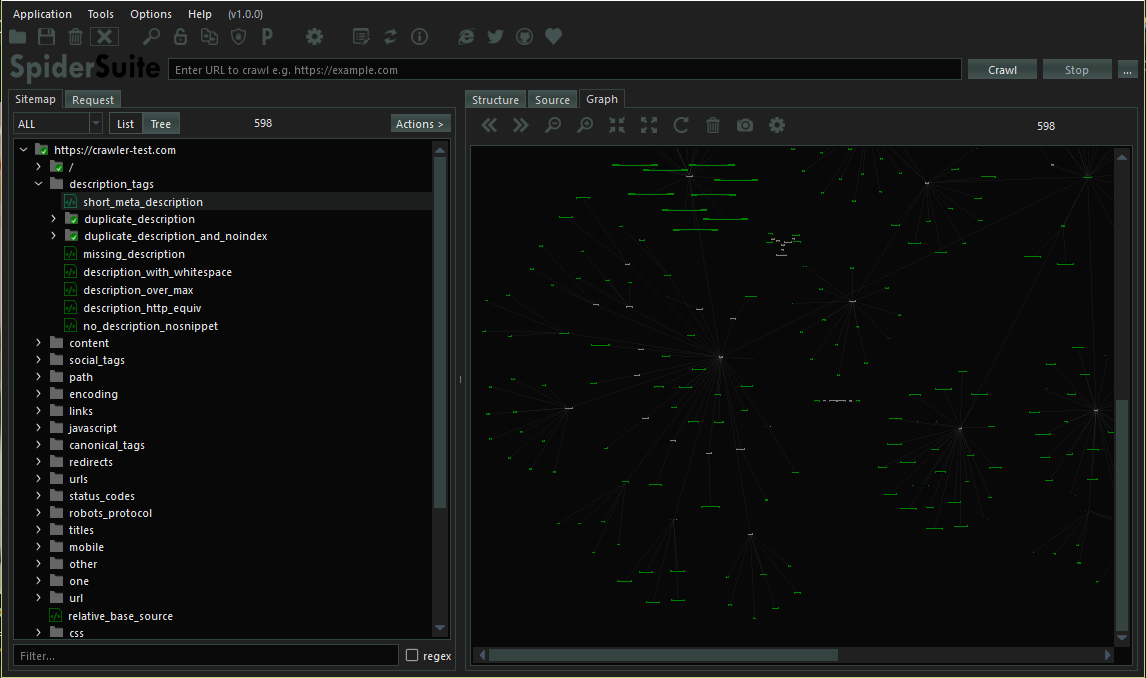 Application Tools Options Help (v1.0.0)
SpiderSuite Enter URL to crawl e.g. https://example.com Crawl Stop ...
Sitemap Request
ALL List Tree 598 Actions >
https://crawler-test.com
/
description_tags
short_meta_description
duplicate_description
duplicate_description_and_noindex
missing_description
description_with_whitespace
description_over_max
description_http_equiv
no_description_nosnippet
content
social_tags
path
encoding
links
javascript
canonical_tags
redirects
urls
status_codes
robots_protocol
titles
mobile
other
one
url
relative_base_source
css
Filter... regex
Structure Source Graph
598